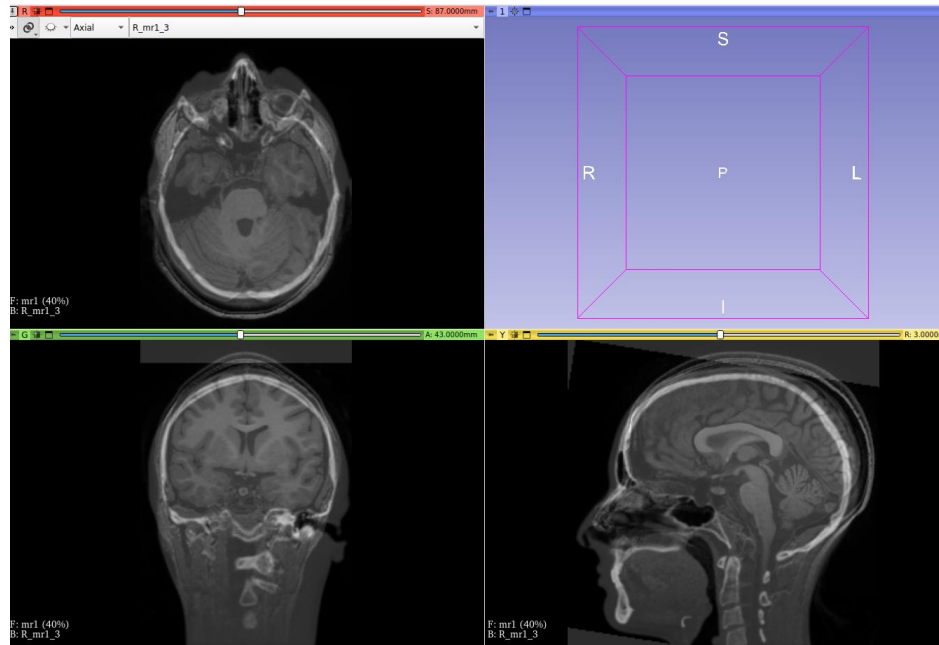 R S: 87.0000mm
Axial R_mr1_3
F: mr1 (40%)
B: R_mr1_3
1
S
R P L
I
G A: 43.0000mm
F: mr1 (40%)
B: R_mr1_3
Y R: 3.0000
F: mr1 (40%)
B: R_mr1_3